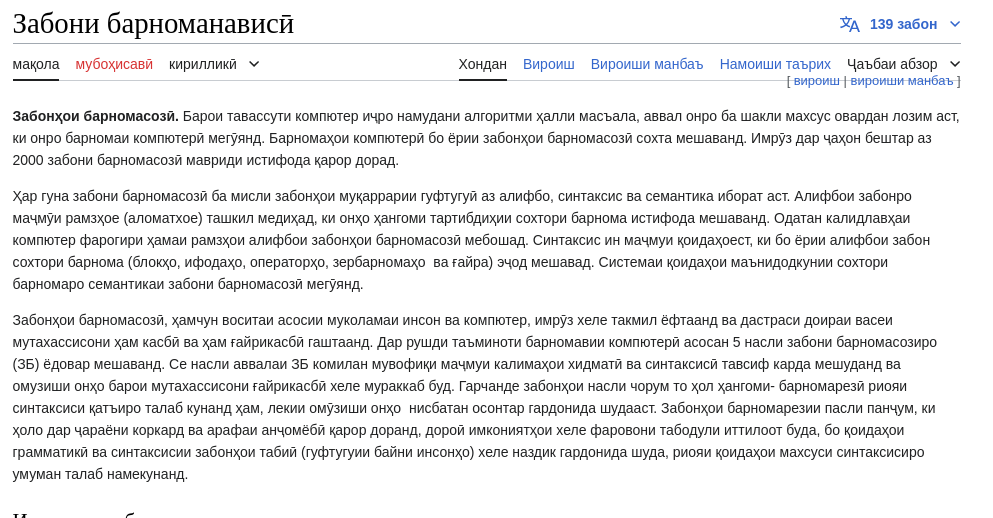 Забони барноманависӣ
139 забон
мақола мубоҳисавӣ кирилликӣ Хондан Вироиш Вироиши манбаъ Намоиши таърих Ҷаъбаи абзор
[ вироиш | вироиши манбаъ ]
Забонҳои барномасозӣ. Барои тавассути компютер иҷро намудани алгоритми ҳалли масъала, аввал онро ба шакли махсус овардан лозим аст,
ки онро барномаи компютерӣ мегӯянд. Барномаҳои компютерӣ бо ёрии забонҳои барномасозӣ сохта мешаванд. Имрӯз дар ҷаҳон бештар аз
2000 забони барномасозӣ мавриди истифода қарор дорад.
Ҳар гуна забони барномасозӣ ба мисли забонҳои муқаррарии гуфтугуӣ аз алифбо, синтаксис ва семантика иборат аст. Алифбои забонро
маҷмӯи рамзҳое (аломатхое) ташкил медиҳад, ки онҳо ҳангоми тартибдиҳии сохтори барнома истифода мешаванд. Одатан калидлавҳаи
компютер фарогири ҳамаи рамзҳои алифбои забонҳои барномасозӣ мебошад. Синтаксис ин маҷмуи қоидаҳоест, ки бо ёрии алифбои забон
сохтори барнома (блокҳо, ифодаҳо, операторҳо, зербарномаҳо ва ғайра) эҷод мешавад. Системаи қоидаҳои маънидодкунии сохтори
барномаро семантикаи забони барномасозӣ мегӯянд.
Забонҳои барномасозӣ, ҳамчун воситаи асосии муколамаи инсон ва компютер, имрӯз хеле такмил ёфтаанд ва дастраси доираи васеи
мутахассисони ҳам касбӣ ва ҳам ғайрикасбӣ гаштаанд. Дар рушди таъминоти барномавии компютерӣ асосан 5 насли забони барномасозиро
(ЗБ) ёдовар мешаванд. Се насли аввалаи ЗБ комилан мувофиқи маҷмуи калимаҳои хидматӣ ва синтаксисӣ тавсиф карда мешуданд ва
омузиши онҳо барои мутахассисони ғайрикасбӣ хеле мураккаб буд. Гарчанде забонҳои насли чорум то ҳол ҳангоми- барномарезӣ риояи
синтаксиси қатъиро талаб кунанд ҳам, лекии омӯзиши онҳо нисбатан осонтар гардонида шудааст. Забонҳои барномарезии пасли панҷум, ки
ҳоло дар ҷараёни коркард ва арафаи анҷомёбӣ қарор доранд, дорой имкониятҳои хеле фаровони табодули иттилоот буда, бо қоидаҳои
грамматикӣ ва синтаксисии забонҳои табиӣ (гуфтугуии байни инсонҳо) хеле наздик гардонида шуда, риояи қоидаҳои махсуси синтаксисиро
умуман талаб намекунанд.